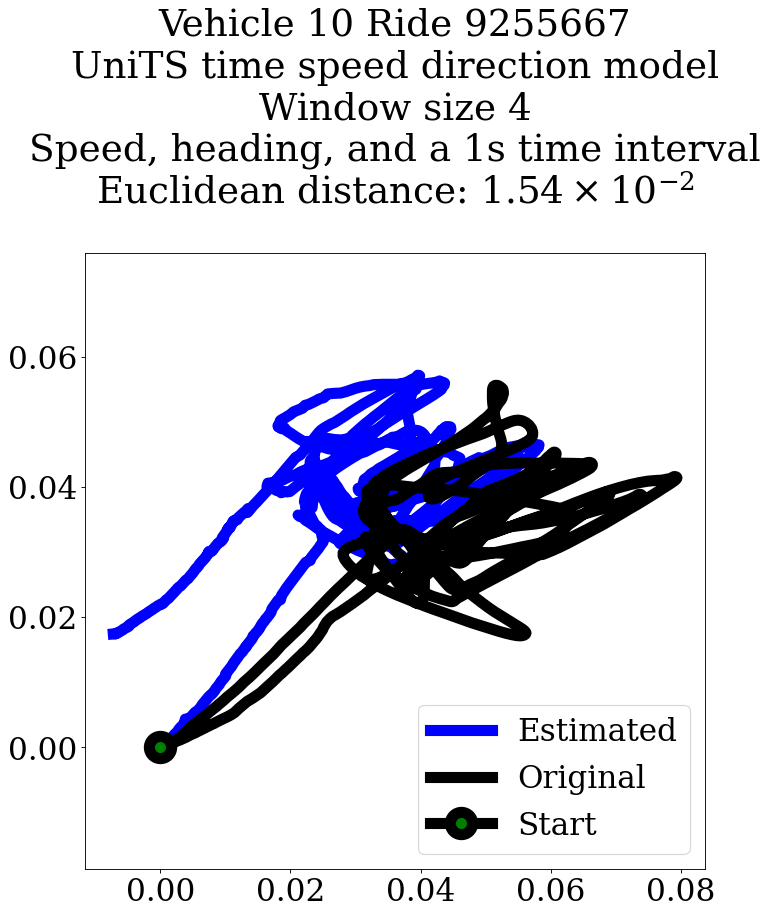 Vehicle 10 Ride 9255667
UniTS time speed direction model
Window size 4
Speed, heading, and a 1s time interval
Euclidean distance: $1.54 \times 10^{-2}$
0.06
0.04
0.02
0.00
Estimated
Original
Start
0.00 0.02 0.04 0.06 0.08